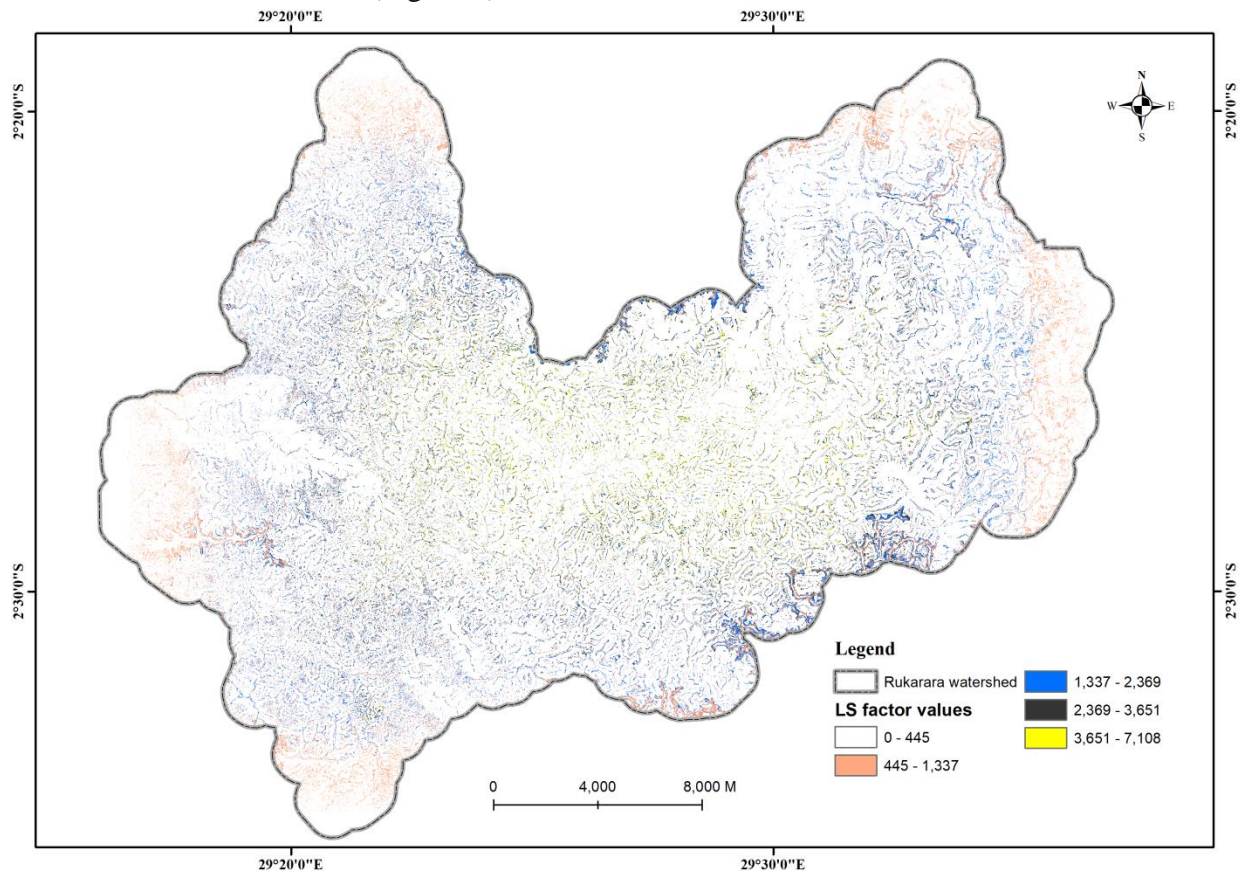 29°20'0"E 29°30'0"E
2°20'0"S 2°20'0"S
N
W E
S
2°30'0"S 2°30'0"S
Legend
Rukarara watershed
LS factor values
0 - 445
445 - 1,337
1,337 - 2,369
2,369 - 3,651
3,651 - 7,108
0 4,000 8,000 M
29°20'0"E 29°30'0"E